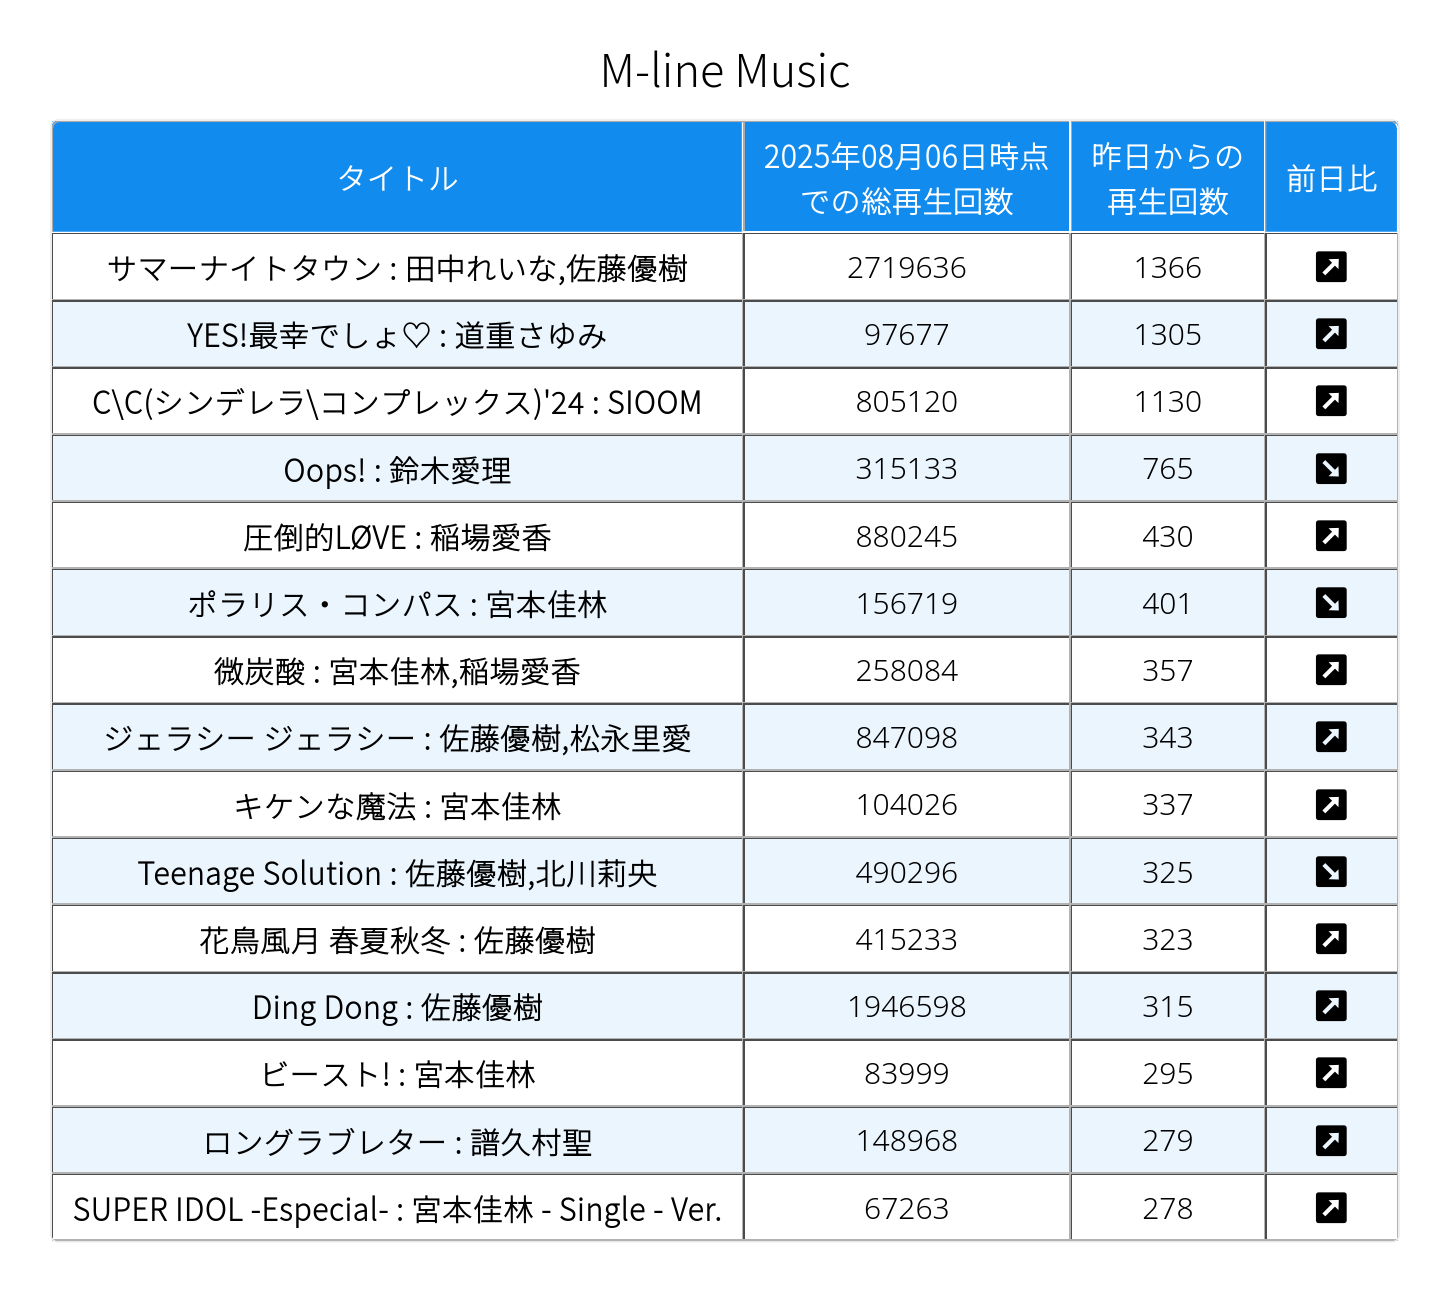 M-line Music
タイトル
2025年08月06日時点
での総再生回数
昨日からの
再生回数
前日比
サマーナイトタウン : 田中れいな,佐藤優樹 2719636 1366
YES!最幸でしょ♡ : 道重さゆみ 97677 1305
C\C(シンデレラ\コンプレックス)'24 : SIOOM 805120 1130
Oops! : 鈴木愛理 315133 765
圧倒的LØVE : 稲場愛香 880245 430
ポラリス・コンパス : 宮本佳林 156719 401
微炭酸 : 宮本佳林,稲場愛香 258084 357
ジェラシー ジェラシー : 佐藤優樹,松永里愛 847098 343
キケンな魔法 : 宮本佳林 104026 337
Teenage Solution : 佐藤優樹,北川莉央 490296 325
花鳥風月 春夏秋冬 : 佐藤優樹 415233 323
Ding Dong : 佐藤優樹 1946598 315
ビースト! : 宮本佳林 83999 295
ロングラブレター : 譜久村聖 148968 279
SUPER IDOL -Especial- : 宮本佳林 - Single - Ver. 67263 278